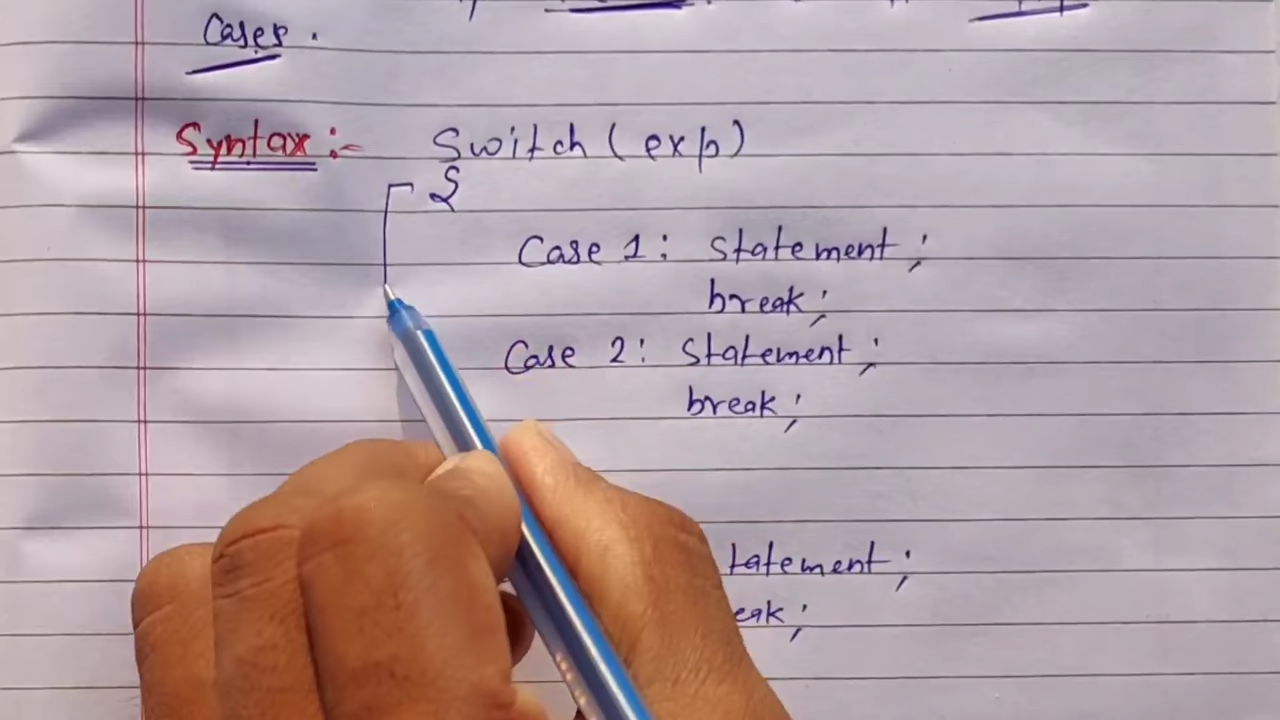 Cases.
Syntax:- Switch (exp)
{
Case 1: Statement;
break;
Case 2: Statement;
break;
tatement;
eak;